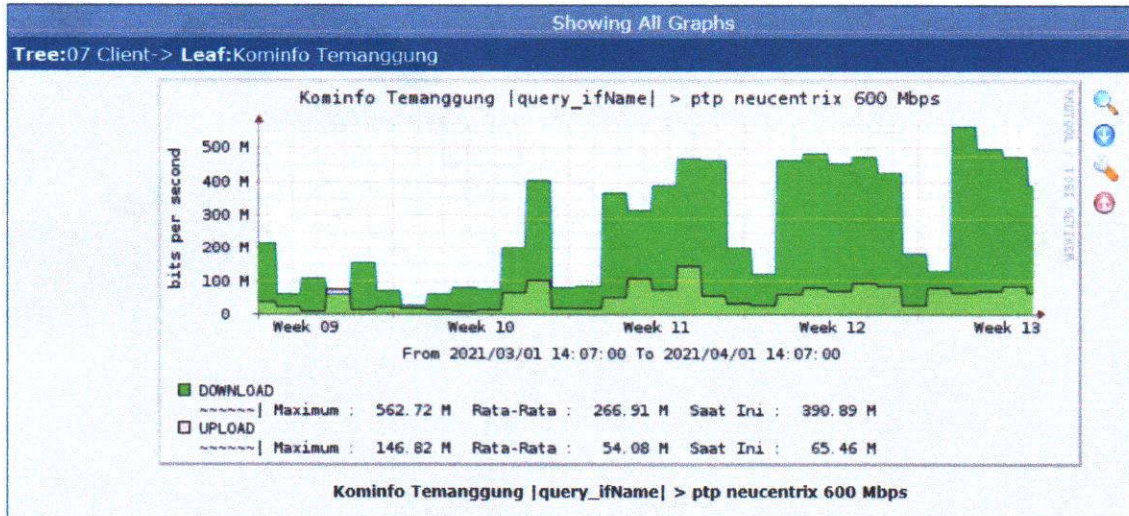 Showing All Graphs
Tree:07 Client-> Leaf:Kominfo Temanggung
Kominfo Temanggung |query_ifName| > ptp neucentrix 600 Mbps
bits per second
500 M
400 M
300 M
200 M
100 M
0
Week 09 Week 10 Week 11 Week 12 Week 13
From 2021/03/01 14:07:00 To 2021/04/01 14:07:00
DOWNLOAD
~~~~~~| Maximum : 562.72 M Rata-Rata : 266.91 M Saat Ini : 390.89 M
UPLOAD
~~~~~~| Maximum : 146.82 M Rata-Rata : 54.08 M Saat Ini : 65.46 M
RRDTOOL / TOBI OETIKER
Kominfo Temanggung |query_ifName| > ptp neucentrix 600 Mbps